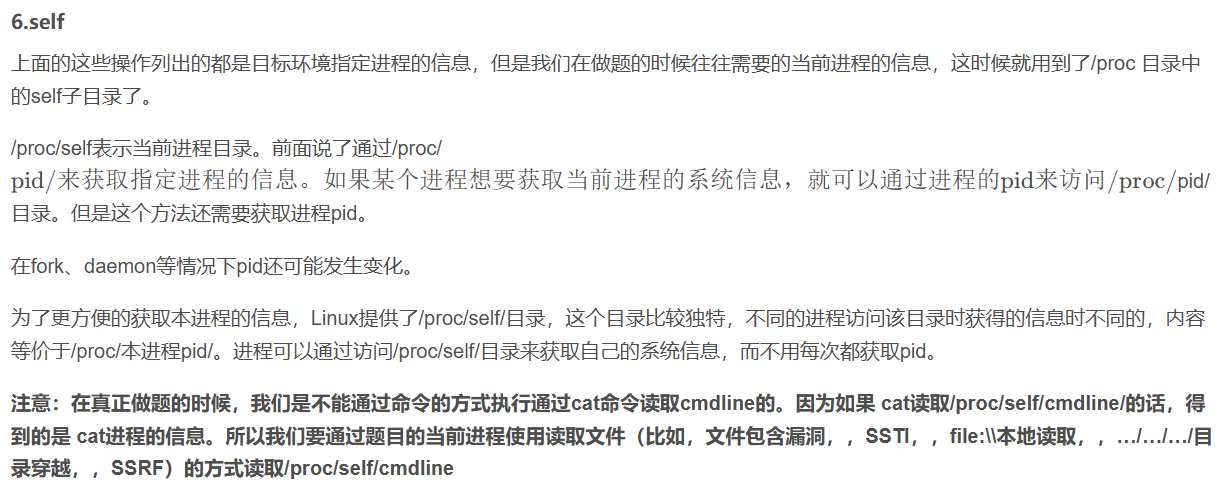 6.self
上面的这些操作列出的都是目标环境指定进程的信息，但是我们在做题的时候往往需要的当前进程的信息，这时候就用到了/proc 目录中
的self子目录了。
/proc/self表示当前进程目录。前面说了通过/proc/
pid/来获取指定进程的信息。如果某个进程想要获取当前进程的系统信息，就可以通过进程的pid来访问/proc/pid/
目录。但是这个方法还需要获取进程pid。
在fork、daemon等情况下pid还可能发生变化。
为了更方便的获取本进程的信息，Linux提供了/proc/self/目录，这个目录比较独特，不同的进程访问该目录时获得的信息时不同的，内容
等价于/proc/本进程pid/。进程可以通过访问/proc/self/目录来获取自己的系统信息，而不用每次都获取pid。
注意：在真正做题的时候，我们是不能通过命令的方式执行通过cat命令读取cmdline的。因为如果 cat读取/proc/self/cmdline/的话，得
到的是 cat进程的信息。所以我们要通过题目的当前进程使用读取文件（比如，文件包含漏洞，，SSTI，，file:\\本地读取，，…/…/…/目
录穿越，，SSRF）的方式读取/proc/self/cmdline